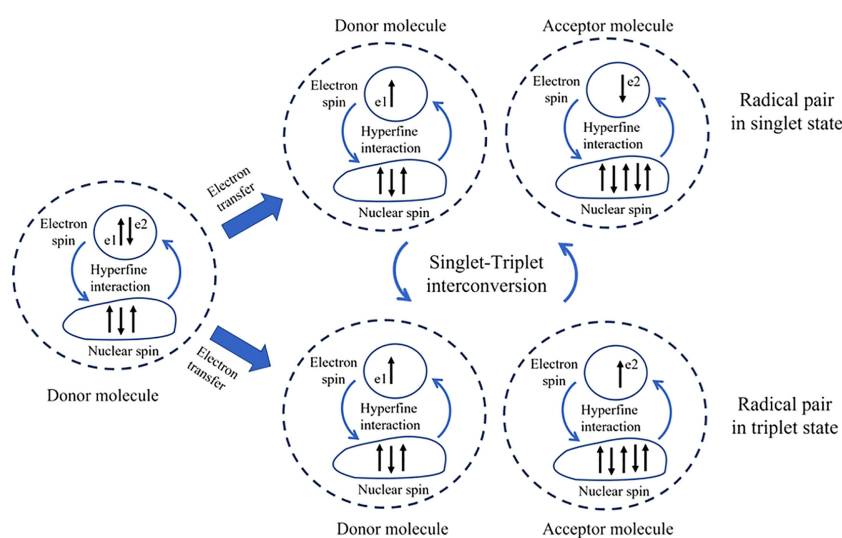 Donor molecule
Acceptor molecule
Electron
spin
e1
Hyperfine
interaction
Nuclear spin
Electron
spin
e2
Hyperfine
interaction
Nuclear spin
Radical pair
in singlet state
Electron
transfer
Electron
spin
e1
e2
Hyperfine
interaction
Nuclear spin
Donor molecule
Singlet-Triplet
interconversion
Electron
transfer
Electron
spin
e1
Hyperfine
interaction
Nuclear spin
Donor molecule
Electron
spin
e2
Hyperfine
interaction
Nuclear spin
Acceptor molecule
Radical pair
in triplet state